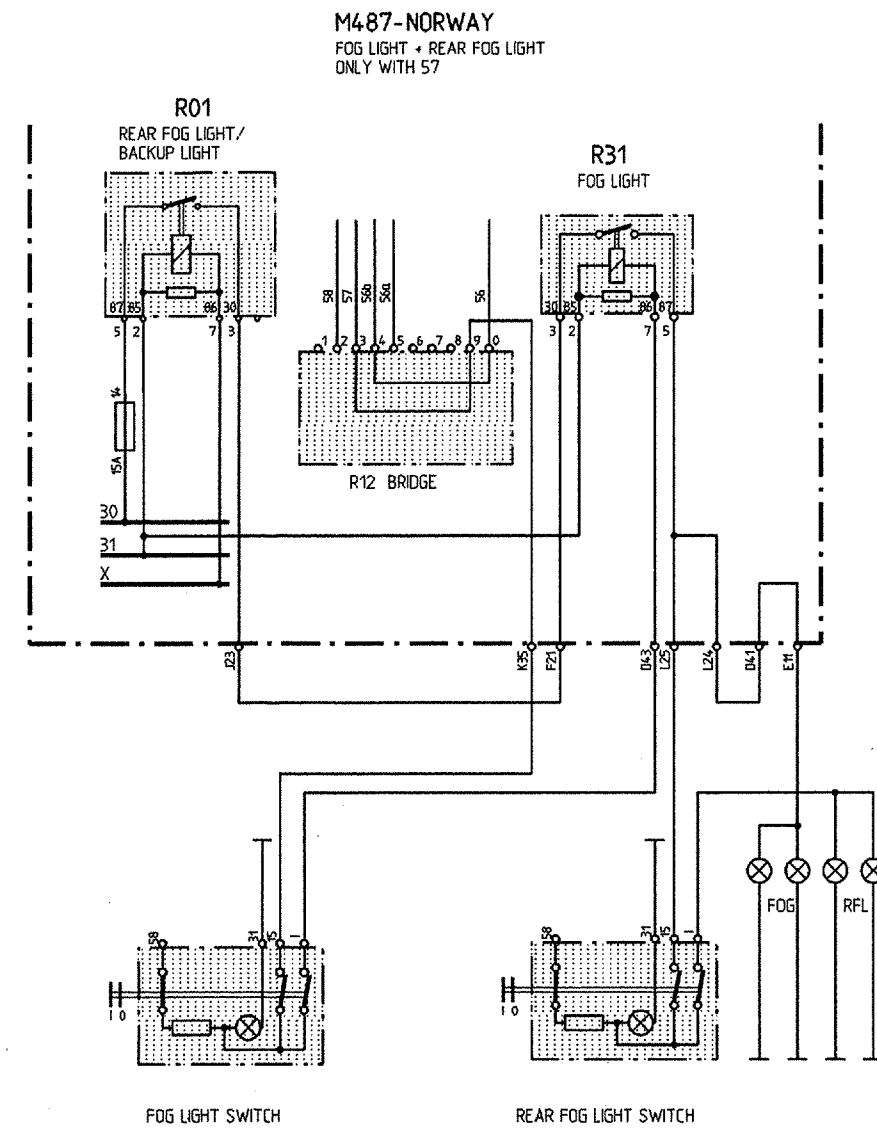 M487-NORWAY
FOG LIGHT + REAR FOG LIGHT
ONLY WITH 57
R01
REAR FOG LIGHT/
BACKUP LIGHT
R31
FOG LIGHT
87 85 86 30
5 2 7 3
58 57 56b 56a 56
30 85 86 87
3 2 7 5
1 2 3 4 5 6 7 8 9 0
14
15A
R12 BRIDGE
30
31
X
J23 K35 F21 D43 L25 L24 D41 E11
FOG RFL
58 31 15 1
58 31 15 1
I 0
I 0
FOG LIGHT SWITCH
REAR FOG LIGHT SWITCH